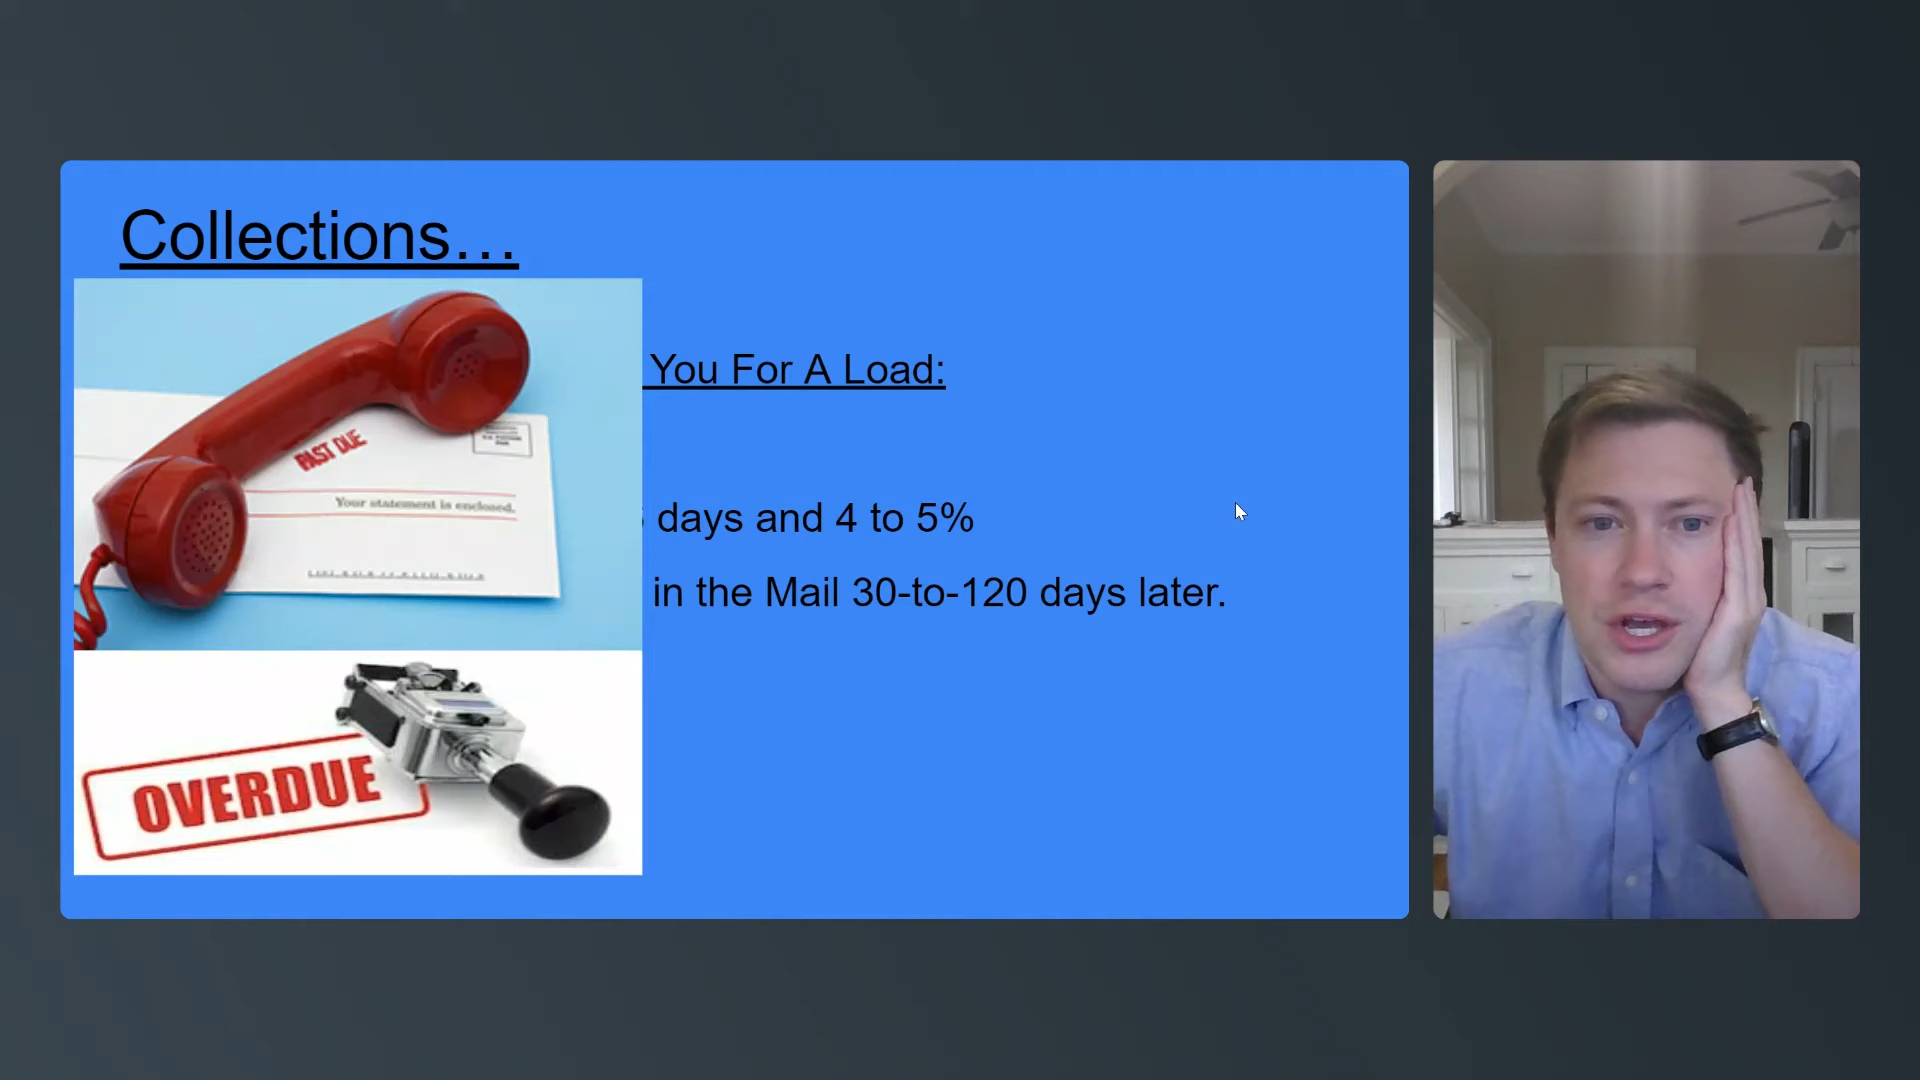 Collections…
You For A Load:
PAST DUE
Your statement is enclosed.
days and 4 to 5%
in the Mail 30-to-120 days later.
OVERDUE